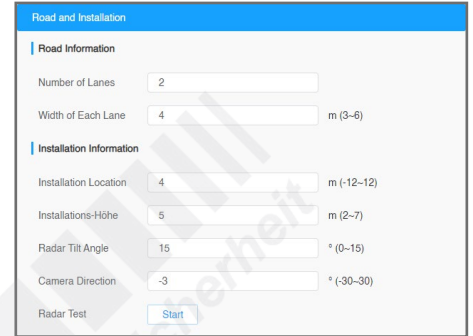 Road and Installation
Road Information
Number of Lanes 2
Width of Each Lane 4 m (3~6)
Installation Information
Installation Location 4 m (-12~12)
Installations-Höhe 5 m (2~7)
Radar Tilt Angle 15 ° (0~15)
Camera Direction -3 ° (-30~30)
Radar Test Start
icherheit